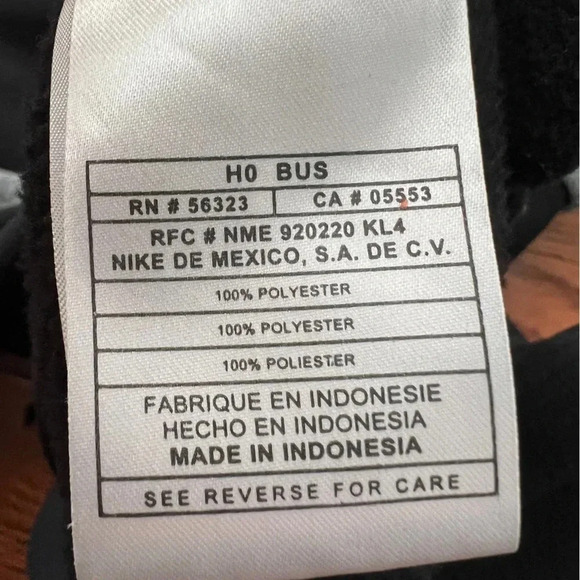 H0 BUS
RN # 56323 CA # 05553
RFC # NME 920220 KL4
NIKE DE MEXICO, S.A. DE C.V.
100% POLYESTER
100% POLYESTER
100% POLIESTER
FABRIQUE EN INDONESIE
HECHO EN INDONESIA
MADE IN INDONESIA
SEE REVERSE FOR CARE